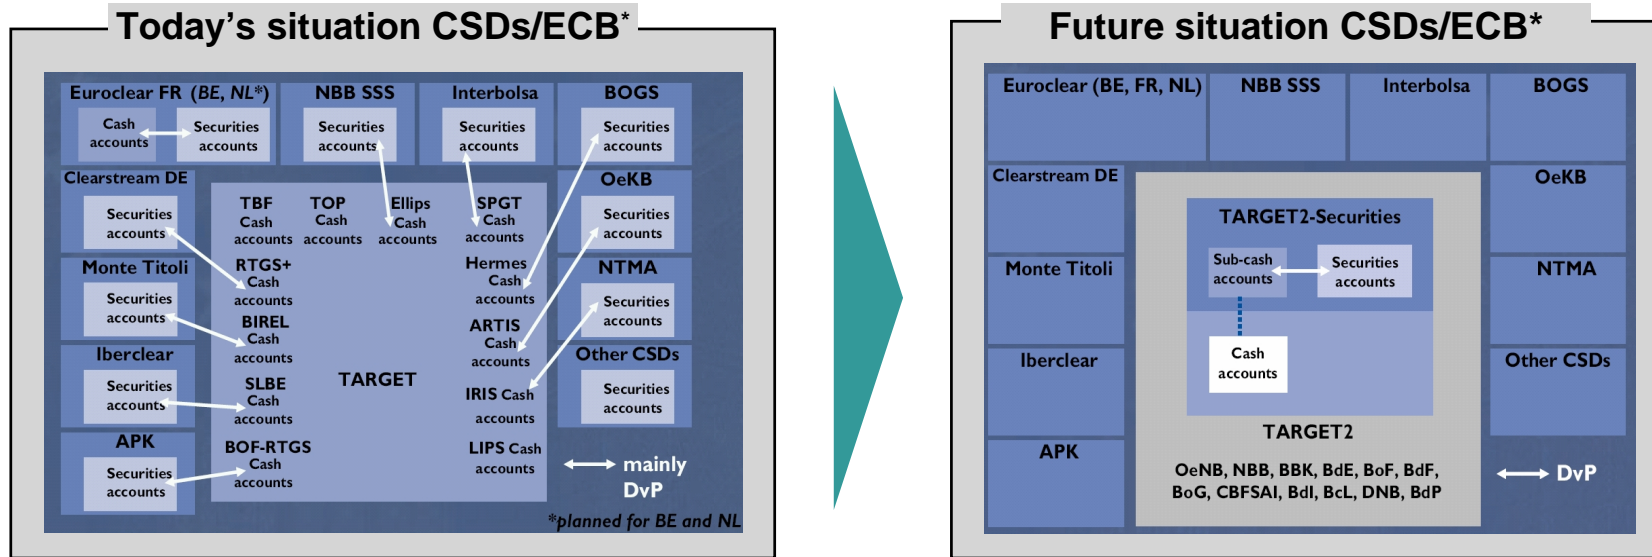 Today's situation CSDs/ECB*
Euroclear FR (BE, NL*)
Cash
accounts
Securities
accounts
NBB SSS
Securities
accounts
Interbolsa
Securities
accounts
BOGS
Securities
accounts
Clearstream DE
Securities
accounts
Monte Titoli
Securities
accounts
Iberclear
Securities
accounts
APK
Securities
accounts
TBF
Cash
accounts
TOP
Cash
accounts
Ellips
Cash
accounts
SPGT
Cash
accounts
RTGS+
Cash
accounts
BIREL
Cash
accounts
SLBE
Cash
accounts
BOF-RTGS
Cash
accounts
TARGET
Hermes
Cash
accounts
ARTIS
Cash
accounts
IRIS Cash
accounts
LIPS Cash
accounts
OeKB
Securities
accounts
NTMA
Securities
accounts
Other CSDs
Securities
accounts
mainly
DvP
*planned for BE and NL
Future situation CSDs/ECB*
Euroclear (BE, FR, NL)
NBB SSS
Interbolsa
BOGS
Clearstream DE
Monte Titoli
Iberclear
APK
TARGET2-Securities
Sub-cash
accounts
Securities
accounts
Cash
accounts
TARGET2
OeNB, NBB, BBK, BdE, BoF, BdF,
BoG, CBFSAI, BdI, BcL, DNB, BdP
OeKB
NTMA
Other CSDs
DvP